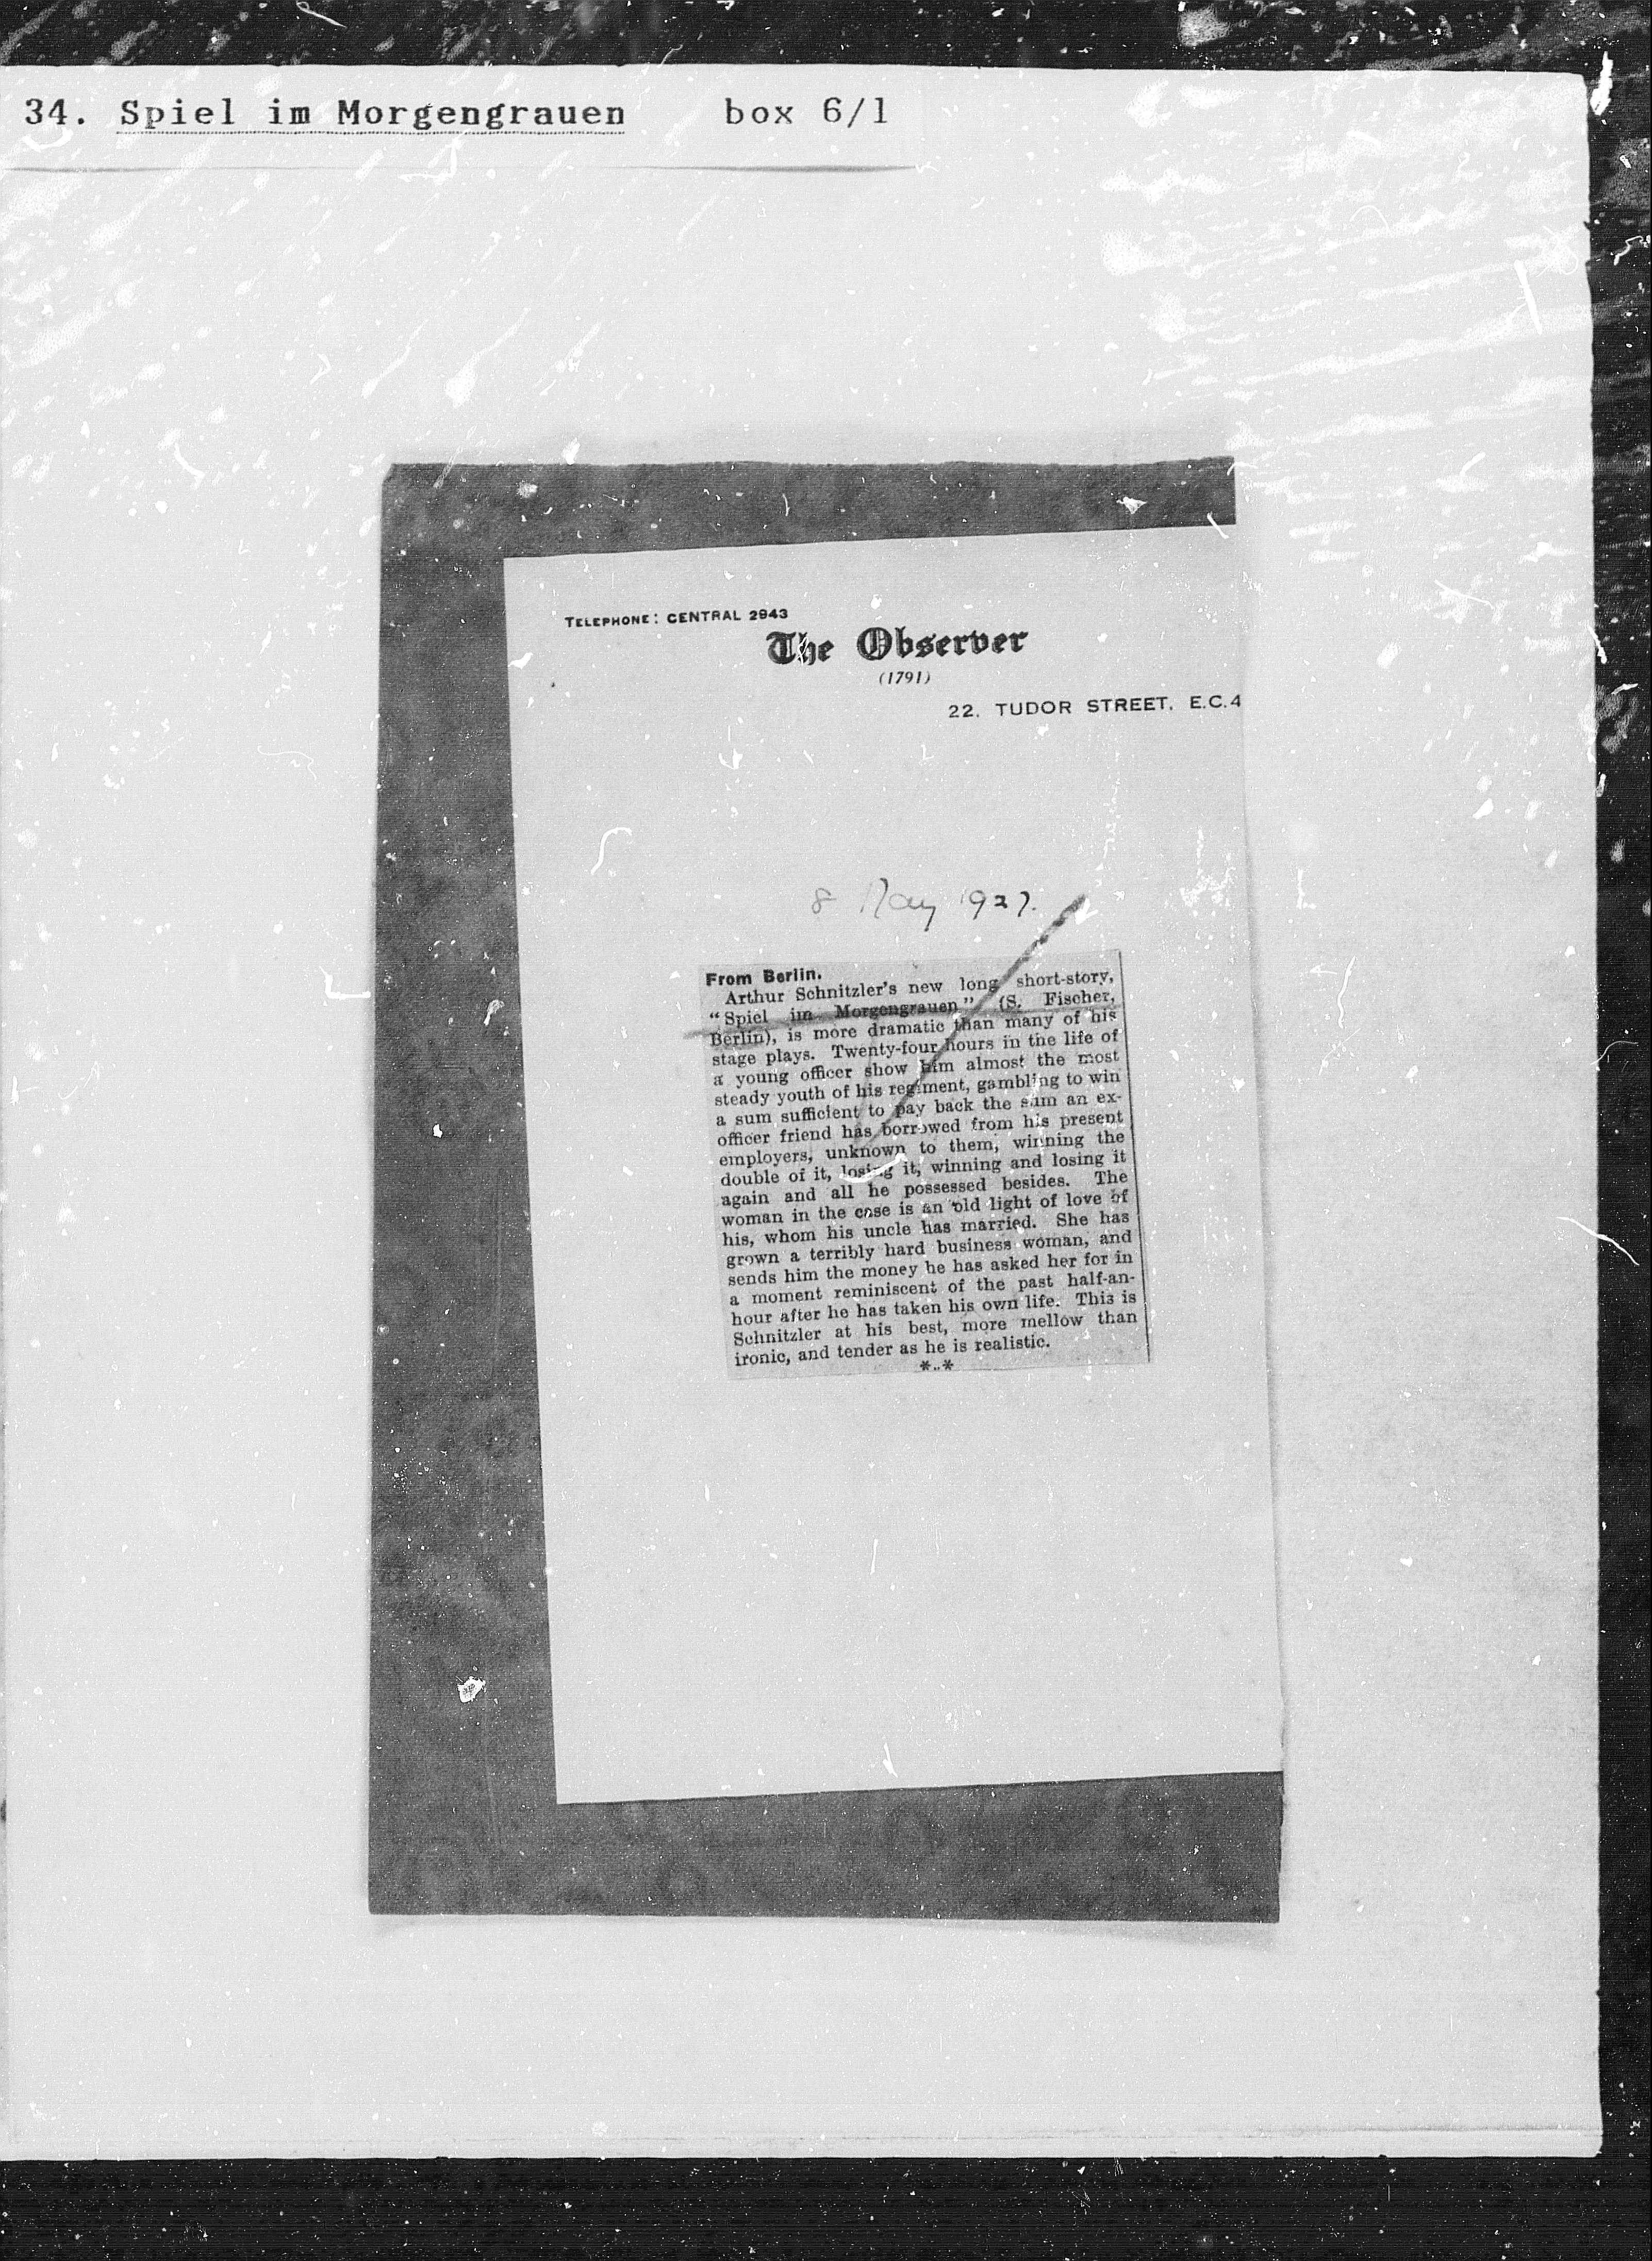 34. Spiel im Morgengrauen box 6/1
TELEPHONE: CENTRAL 2943
The Observer
(1791)
22, TUDOR STREET, E.C.4
8 May 1927.
From Berlin.
Arthur Schnitzler's new long short-story,
"Spiel im Morgengrauen" (S. Fischer,
Berlin), is more dramatic than many of his
stage plays. Twenty-four hours in the life of
a young officer show him almost the most
steady youth of his regiment, gambling to win
a sum sufficient to pay back the sum an ex-
officer friend has borrowed from his present
employers, unknown to them, winning the
double of it, losing it, winning and losing it
again and all he possessed besides. The
woman in the case is an old light of love of
his, whom his uncle has married. She has
grown a terribly hard business woman, and
sends him the money he has asked her for in
a moment reminiscent of the past half-an-
hour after he has taken his own life. This is
Schnitzler at his best, more mellow than
ironic, and tender as he is realistic.
*..*